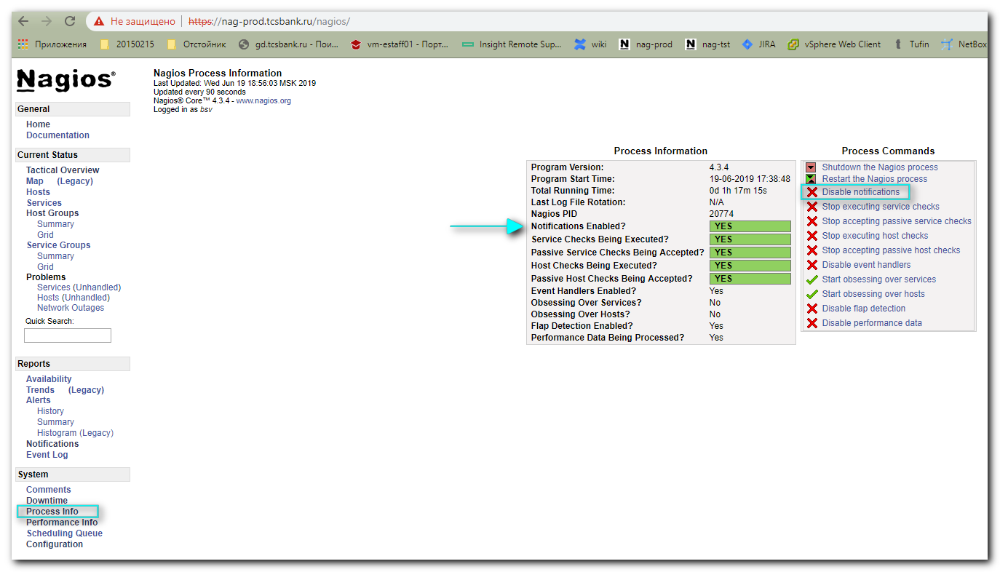 Не защищено | https://nag-prod.tcsbank.ru/nagios/
Приложения 20150215 Отстойник gd.tcsbank.ru - Пои... vm-estaff01 - Порт... Insight Remote Sup... wiki nag-prod nag-tst JIRA vSphere Web Client Tufin NetBox
Nagios®
General
Home
Documentation
Current Status
Tactical Overview
Map (Legacy)
Hosts
Services
Host Groups
Summary
Grid
Service Groups
Summary
Grid
Problems
Services (Unhandled)
Hosts (Unhandled)
Network Outages
Quick Search:
Reports
Availability
Trends (Legacy)
Alerts
History
Summary
Histogram (Legacy)
Notifications
Event Log
System
Comments
Downtime
Process Info
Performance Info
Scheduling Queue
Configuration
Nagios Process Information
Last Updated: Wed Jun 19 18:56:03 MSK 2019
Updated every 90 seconds
Nagios® Core™ 4.3.4 - www.nagios.org
Logged in as bsv
Process Information
Program Version: 4.3.4
Program Start Time: 19-06-2019 17:38:48
Total Running Time: 0d 1h 17m 15s
Last Log File Rotation: N/A
Nagios PID 20774
Notifications Enabled? YES
Service Checks Being Executed? YES
Passive Service Checks Being Accepted? YES
Host Checks Being Executed? YES
Passive Host Checks Being Accepted? YES
Event Handlers Enabled? Yes
Obsessing Over Services? No
Obsessing Over Hosts? No
Flap Detection Enabled? Yes
Performance Data Being Processed? Yes
Process Commands
Shutdown the Nagios process
Restart the Nagios process
Disable notifications
Stop executing service checks
Stop accepting passive service checks
Stop executing host checks
Stop accepting passive host checks
Disable event handlers
Start obsessing over services
Start obsessing over hosts
Disable flap detection
Disable performance data